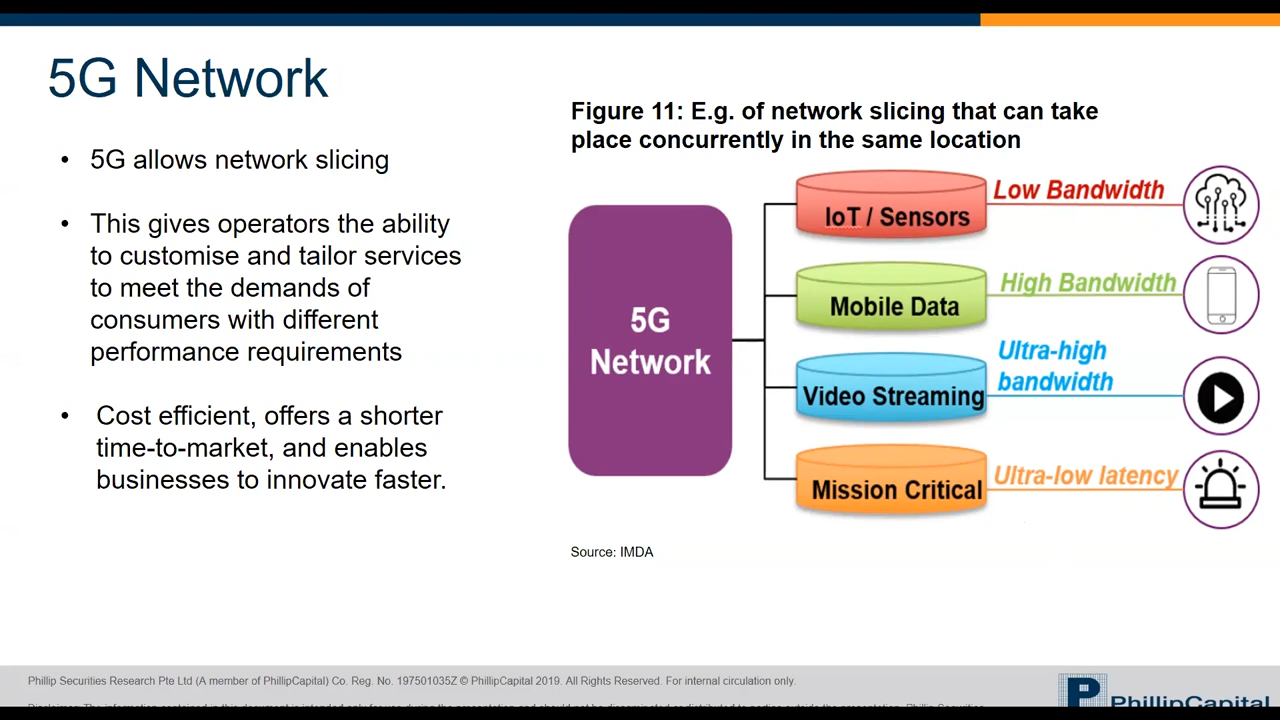 5G Network
• 5G allows network slicing
• This gives operators the ability
to customise and tailor services
to meet the demands of
consumers with different
performance requirements
• Cost efficient, offers a shorter
time-to-market, and enables
businesses to innovate faster.
Figure 11: E.g. of network slicing that can take
place concurrently in the same location
5G
Network
IoT / Sensors
Low Bandwidth
Mobile Data
High Bandwidth
Video Streaming
Ultra-high
bandwidth
Mission Critical
Ultra-low latency
Source: IMDA
Phillip Securities Research Pte Ltd (A member of PhillipCapital) Co. Reg. No. 197501035Z © PhillipCapital 2019. All Rights Reserved. For internal circulation only.
PhillipCapital